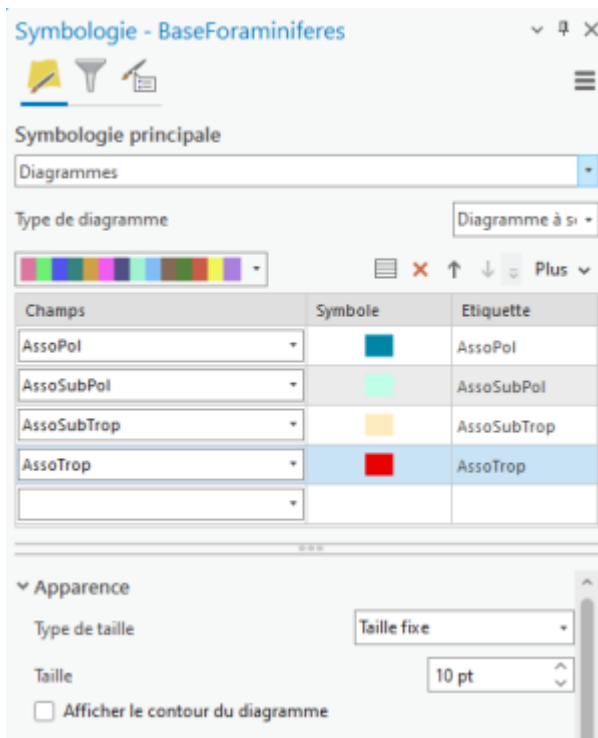 Symbologie - BaseForaminiferes
Symbologie principale
Diagrammes
Type de diagramme Diagramme à
Plus
Champs Symbole Etiquette
AssoPol AssoPol
AssoSubPol AssoSubPol
AssoSubTrop AssoSubTrop
AssoTrop AssoTrop
Apparence
Type de taille Taille fixe
Taille 10 pt
Afficher le contour du diagramme